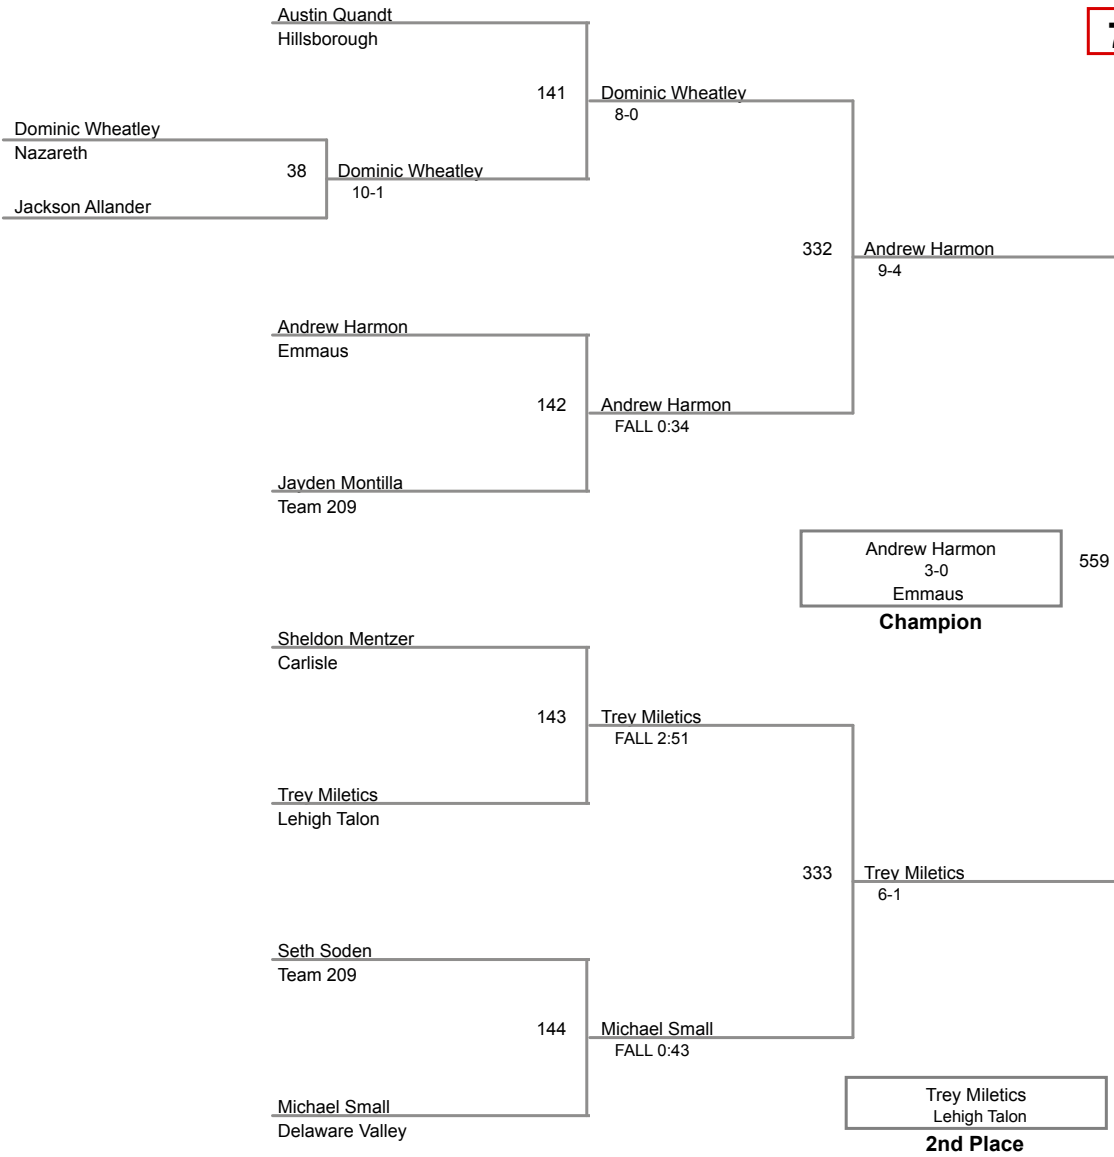 Austin Quandt
Hillsborough
141
Dominic Wheatley
8-0
Dominic Wheatley
Nazareth
38
Dominic Wheatley
10-1
Jackson Allander
332
Andrew Harmon
9-4
Andrew Harmon
Emmaus
142
Andrew Harmon
FALL 0:34
Jayden Montilla
Team 209
Andrew Harmon
3-0
Emmaus
559
Champion
Sheldon Mentzer
Carlisle
143
Trey Miletics
FALL 2:51
Trey Miletics
Lehigh Talon
333
Trey Miletics
6-1
Seth Soden
Team 209
144
Michael Small
FALL 0:43
Michael Small
Delaware Valley
Trey Miletics
Lehigh Talon
2nd Place